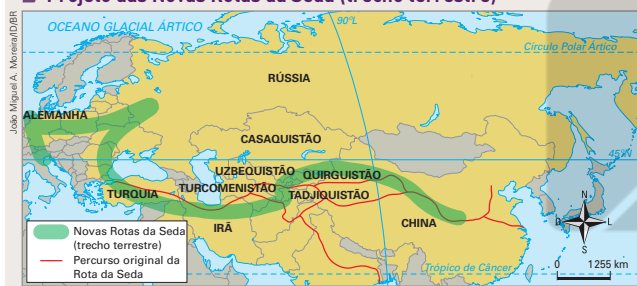 Projeto das Novas Rotas da Seda (trecho terrestre)
João Miguel A. Moreira/ID/BR
OCEANO GLACIAL ÁRTICO
90°L
Círculo Polar Ártico
RÚSSIA
ALEMANHA
CASAQUISTÃO
45°N
UZBEQUISTÃO
QUIRGUISTÃO
TURQUIA
TURCOMENISTÃO
TADJIQUISTÃO
IRÃ
CHINA
Novas Rotas da Seda
(trecho terrestre)
Percurso original da
Rota da Seda
Trópico de Câncer
N
L
S
0 1 255 km